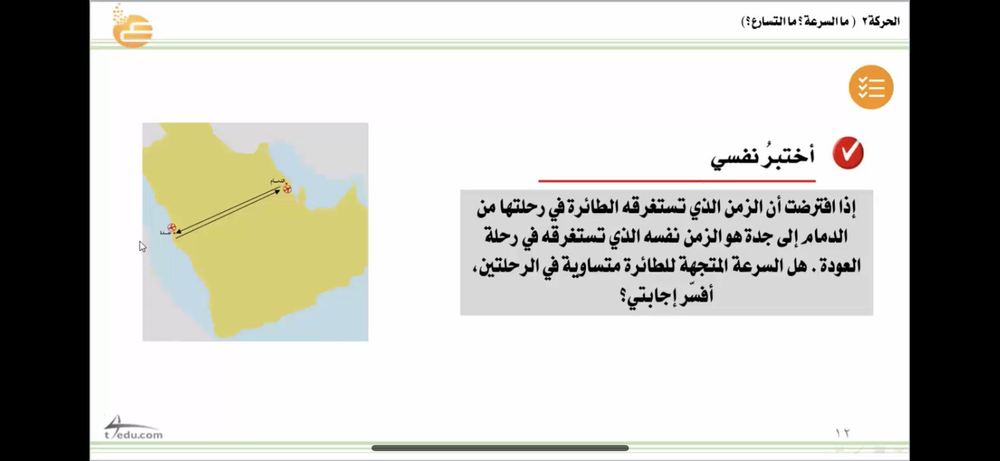 الحركة٢ ( ما السرعة؟ ما التسارع؟)
أختبرُ نفسي
إذا افترضت أن الزمن الذي تستغرقه الطائرة في رحلتها من
الدمام إلى جدة هو الزمن نفسه الذي تستغرقه في رحلة
العودة . هل السرعة المتجهة للطائرة متساوية في الرحلتين،
أفسّر إجابتي؟
الدمام
جدة
t4edu.com
١٢